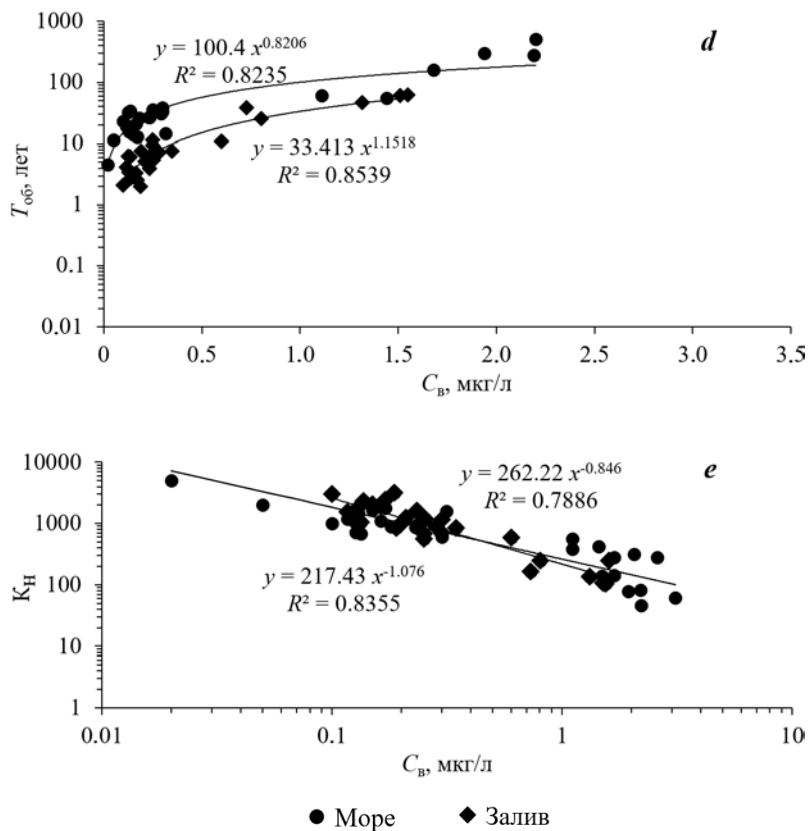 d
1000
100
10
1
0.1
0.01
T_об, лет
y = 100.4 x^0.8206
R² = 0.8235
y = 33.413 x^1.1518
R² = 0.8539
0 0.5 1.0 1.5 2.0 2.5 3.0 3.5
C_в, мкг/л
e
10000
1000
100
10
1
К_Н
y = 262.22 x^-0.846
R² = 0.7886
y = 217.43 x^-1.076
R² = 0.8355
0.01 0.1 1 10
C_в, мкг/л
Море Залив